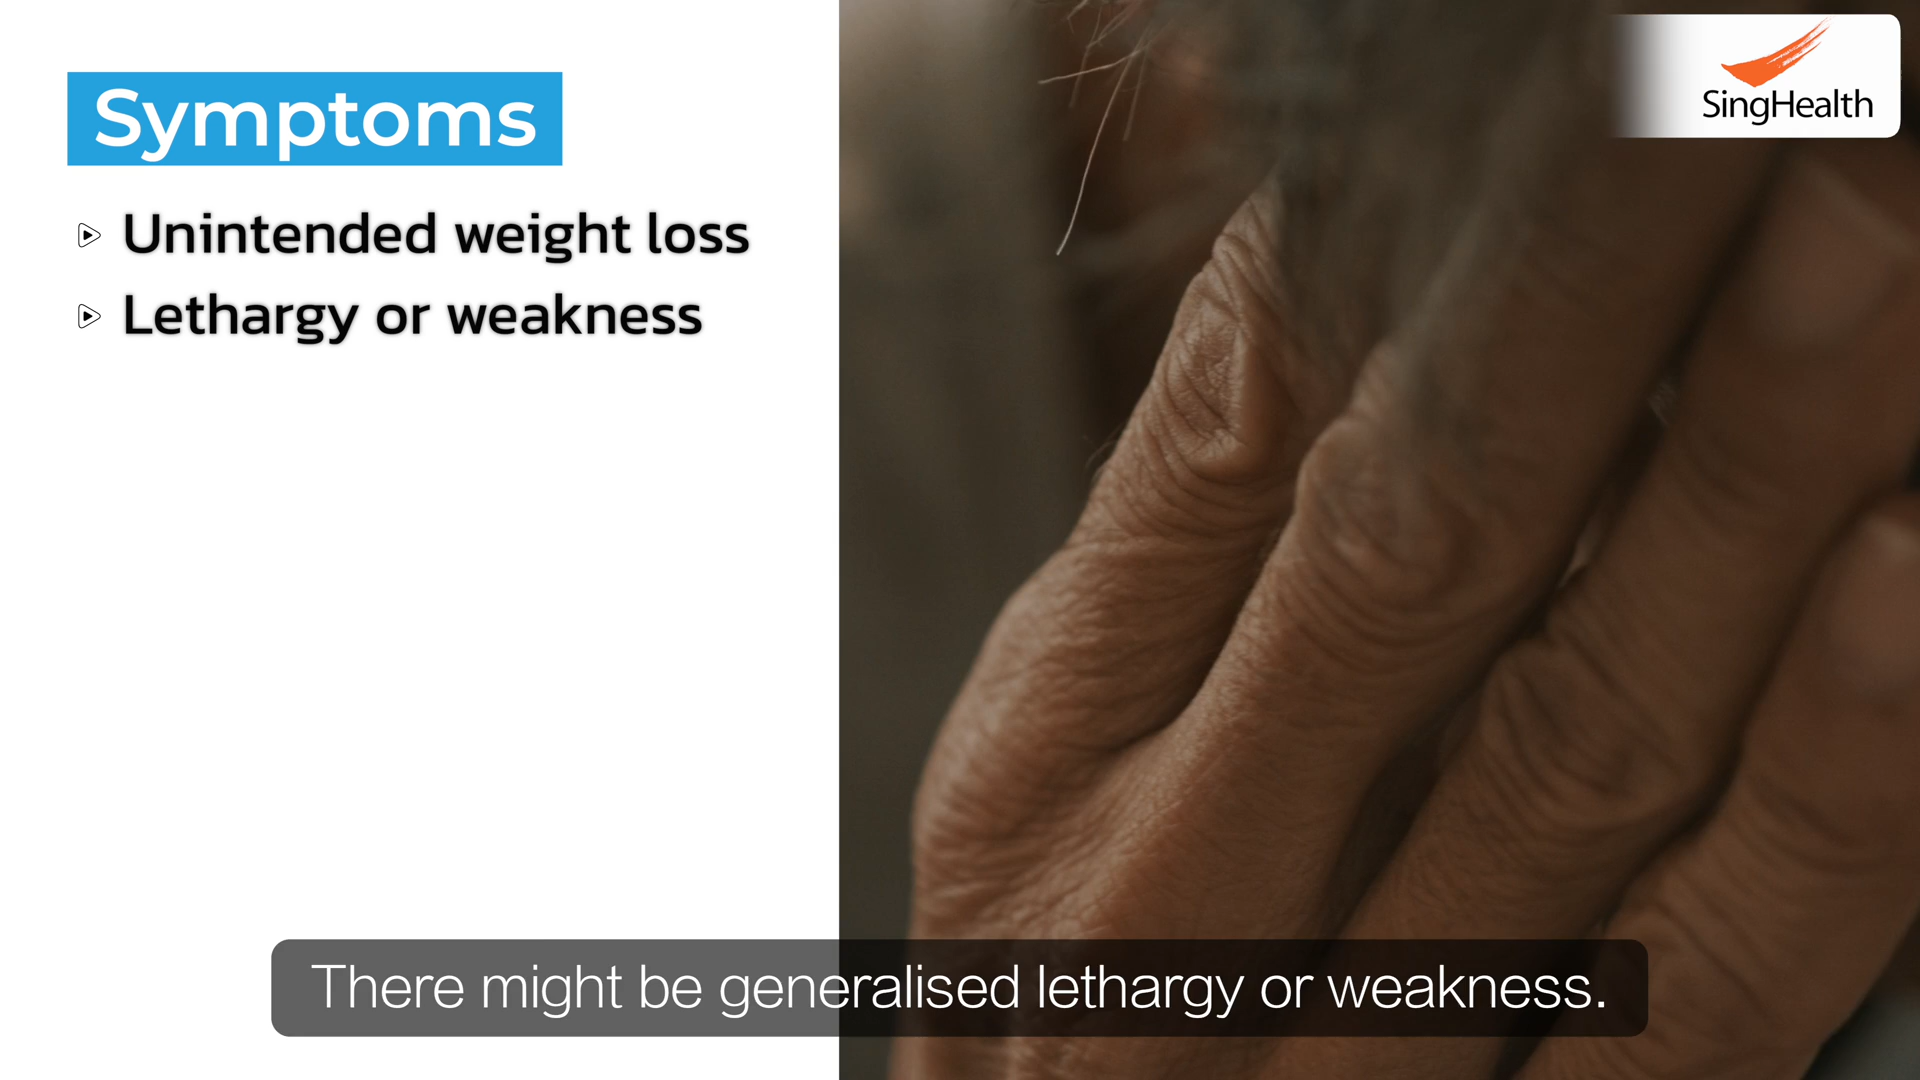 Symptoms
Unintended weight loss
Lethargy or weakness
SingHealth
There might be generalised lethargy or weakness.